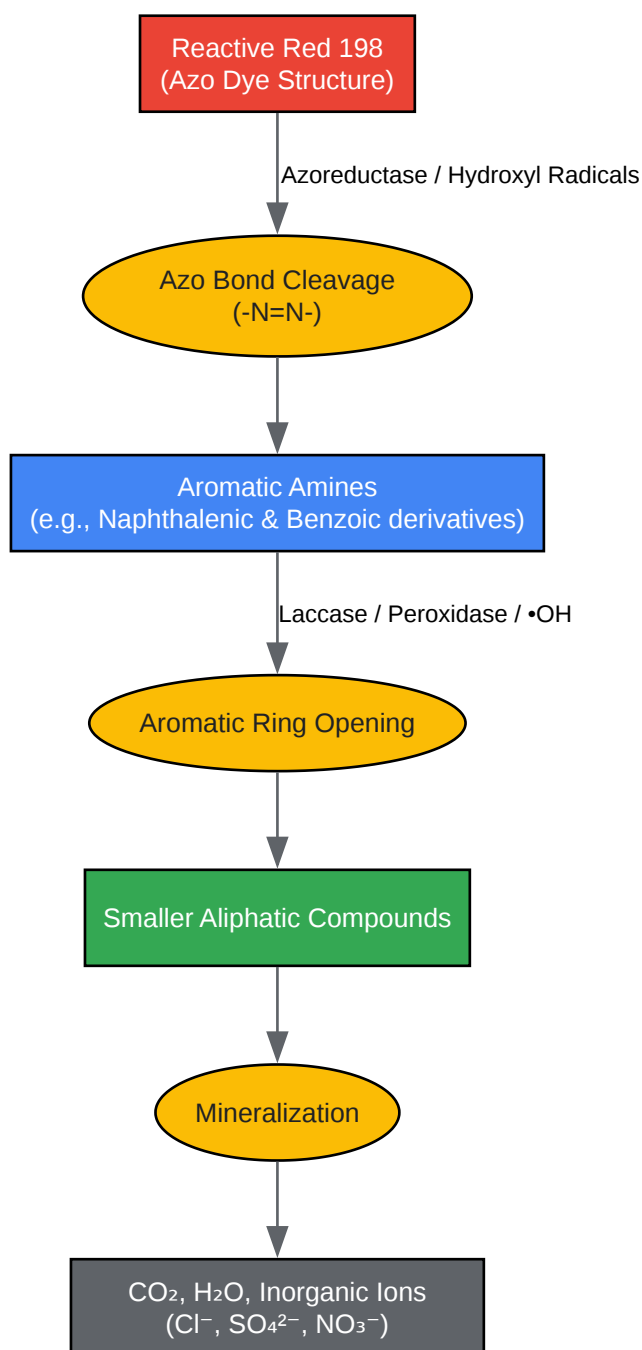 Reactive Red 198
(Azo Dye Structure)
Azoreductase / Hydroxyl Radicals
Azo Bond Cleavage
(-N=N-)
Aromatic Amines
(e.g., Naphthalenic & Benzoic derivatives)
Laccase / Peroxidase / •OH
Aromatic Ring Opening
Smaller Aliphatic Compounds
Mineralization
CO₂, H₂O, Inorganic Ions
(Cl⁻, SO₄²⁻, NO₃⁻)